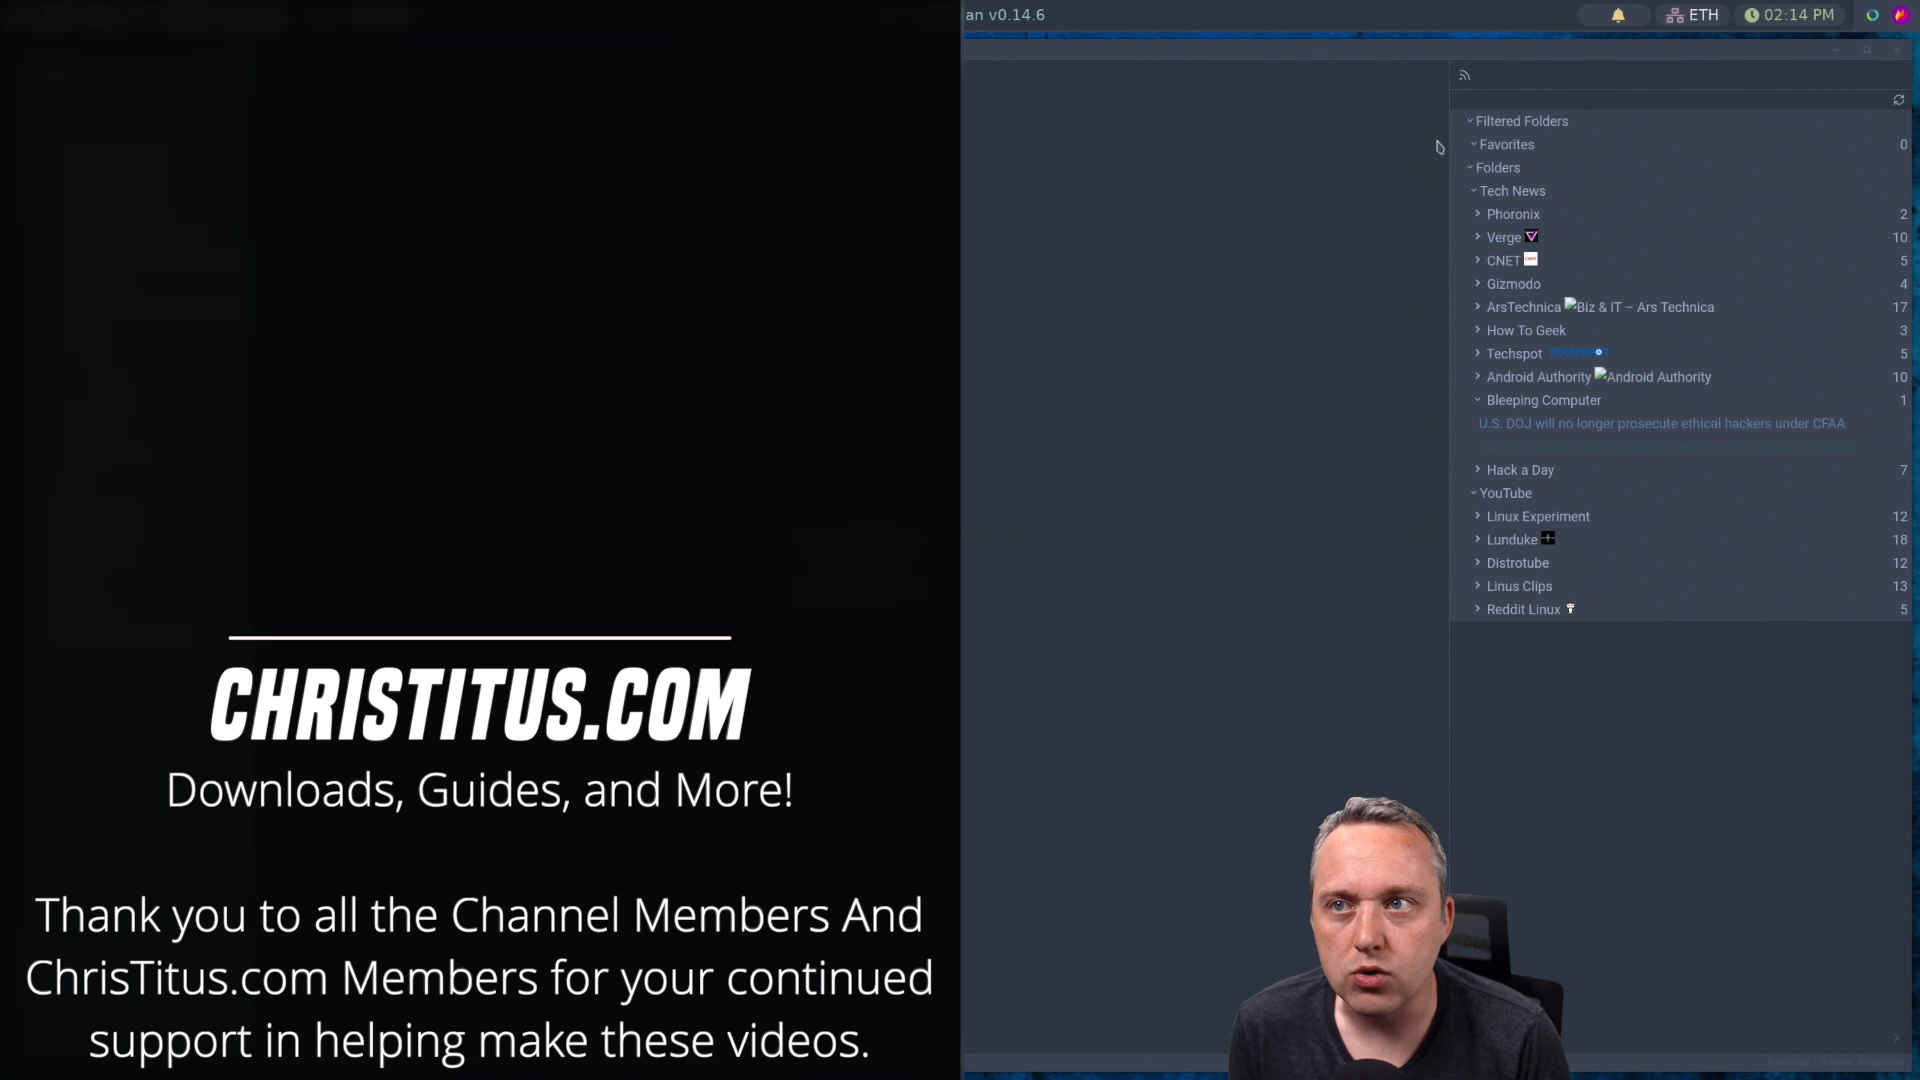 an v0.14.6
ETH
02:14 PM
Filtered Folders
Favorites 0
Folders
Tech News
Phoronix 2
Verge 10
CNET 5
Gizmodo 4
ArsTechnica Biz & IT – Ars Technica 17
How To Geek 3
Techspot TECHSPOT 5
Android Authority Android Authority 10
Bleeping Computer 1
U.S. DOJ will no longer prosecute ethical hackers under CFAA
Hack a Day 7
YouTube
Linux Experiment 12
Lunduke 18
Distrotube 12
Linus Clips 13
Reddit Linux 5
CHRISTITUS.COM
Downloads, Guides, and More!
Thank you to all the Channel Members And
ChrisTitus.com Members for your continued
support in helping make these videos.